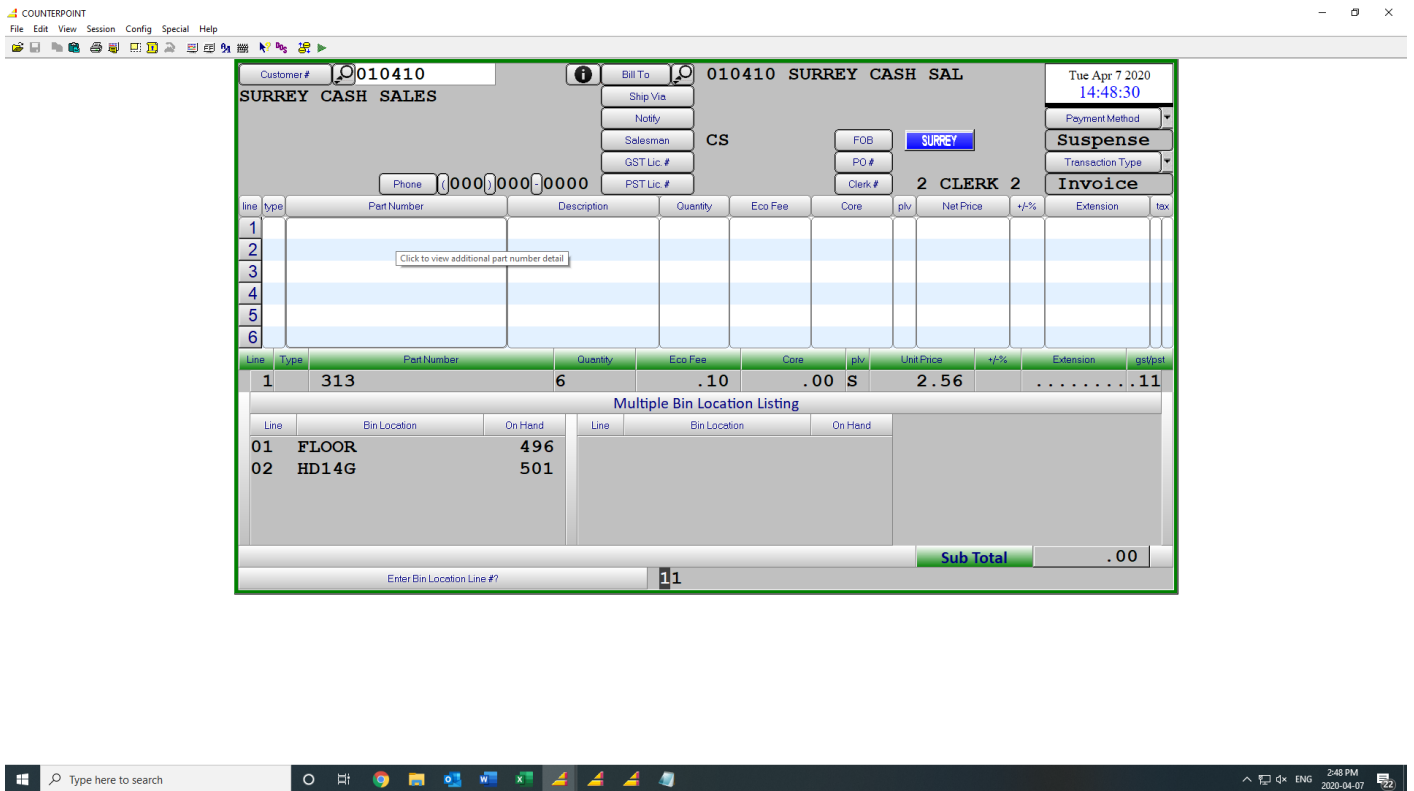 COUNTERPOINT
File Edit View Session Config Special Help
Customer # 010410 Bill To 010410 SURREY CASH SAL Tue Apr 7 2020
SURREY CASH SALES Ship Via 14:48:30
Notify Payment Method
Salesman CS FOB SURREY Suspense
GST Lic. # PO # Transaction Type
Phone (000)000-0000 PST Lic. # Clerk # 2 CLERK 2 Invoice
line type Part Number Description Quantity Eco Fee Core plv Net Price +/-% Extension tax
1
2
Click to view additional part number detail
3
4
5
6
Line Type Part Number Quantity Eco Fee Core plv Unit Price +/-% Extension gst/pst
1 313 6 .10 .00 S 2.56 .........11
Multiple Bin Location Listing
Line Bin Location On Hand Line Bin Location On Hand
01 FLOOR 496
02 HD14G 501
Sub Total .00
Enter Bin Location Line #? 11
Type here to search ENG 2:48 PM
2020-04-07 22